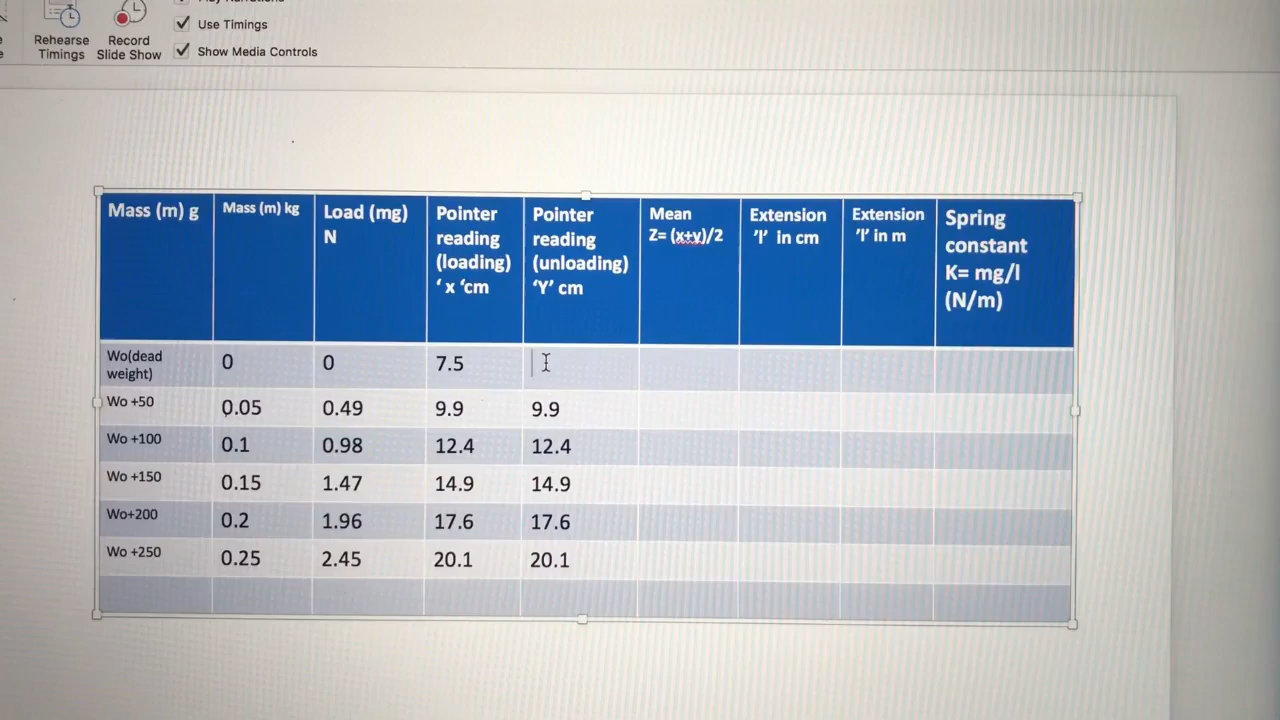 Use Timings
Rehearse
Timings
Record
Slide Show
Show Media Controls
Mass (m) g
Mass (m) kg
Load (mg)
N
Pointer
reading
(loading)
‘ x ‘cm
Pointer
reading
(unloading)
‘Y’ cm
Mean
Z= (x+y)/2
Extension
’l’ in cm
Extension
’l’ in m
Spring
constant
K= mg/l
(N/m)
Wo(dead
weight)
0
0
7.5
Wo +50
0.05
0.49
9.9
9.9
Wo +100
0.1
0.98
12.4
12.4
Wo +150
0.15
1.47
14.9
14.9
Wo+200
0.2
1.96
17.6
17.6
Wo +250
0.25
2.45
20.1
20.1